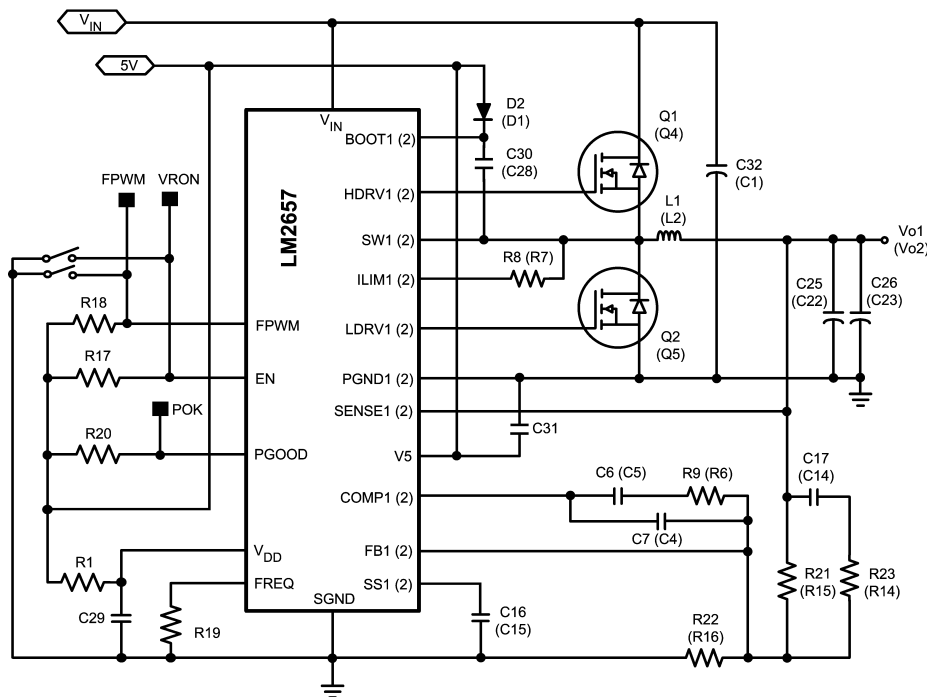 VIN
5V
D2
(D1)
VIN
BOOT1 (2)
Q1
(Q4)
C30
(C28)
C32
(C1)
FPWM
VRON
LM2657
HDRV1 (2)
L1
(L2)
SW1 (2)
Vo1
(Vo2)
R8 (R7)
ILIM1 (2)
C25
(C22)
C26
(C23)
R18
FPWM
LDRV1 (2)
Q2
(Q5)
R17
EN
PGND1 (2)
POK
SENSE1 (2)
C31
R20
PGOOD
V5
C17
(C14)
C6 (C5)
R9 (R6)
COMP1 (2)
C7 (C4)
VDD
FB1 (2)
R1
R21
(R15)
R23
(R14)
FREQ
SS1 (2)
SGND
C29
R19
C16
(C15)
R22
(R16)